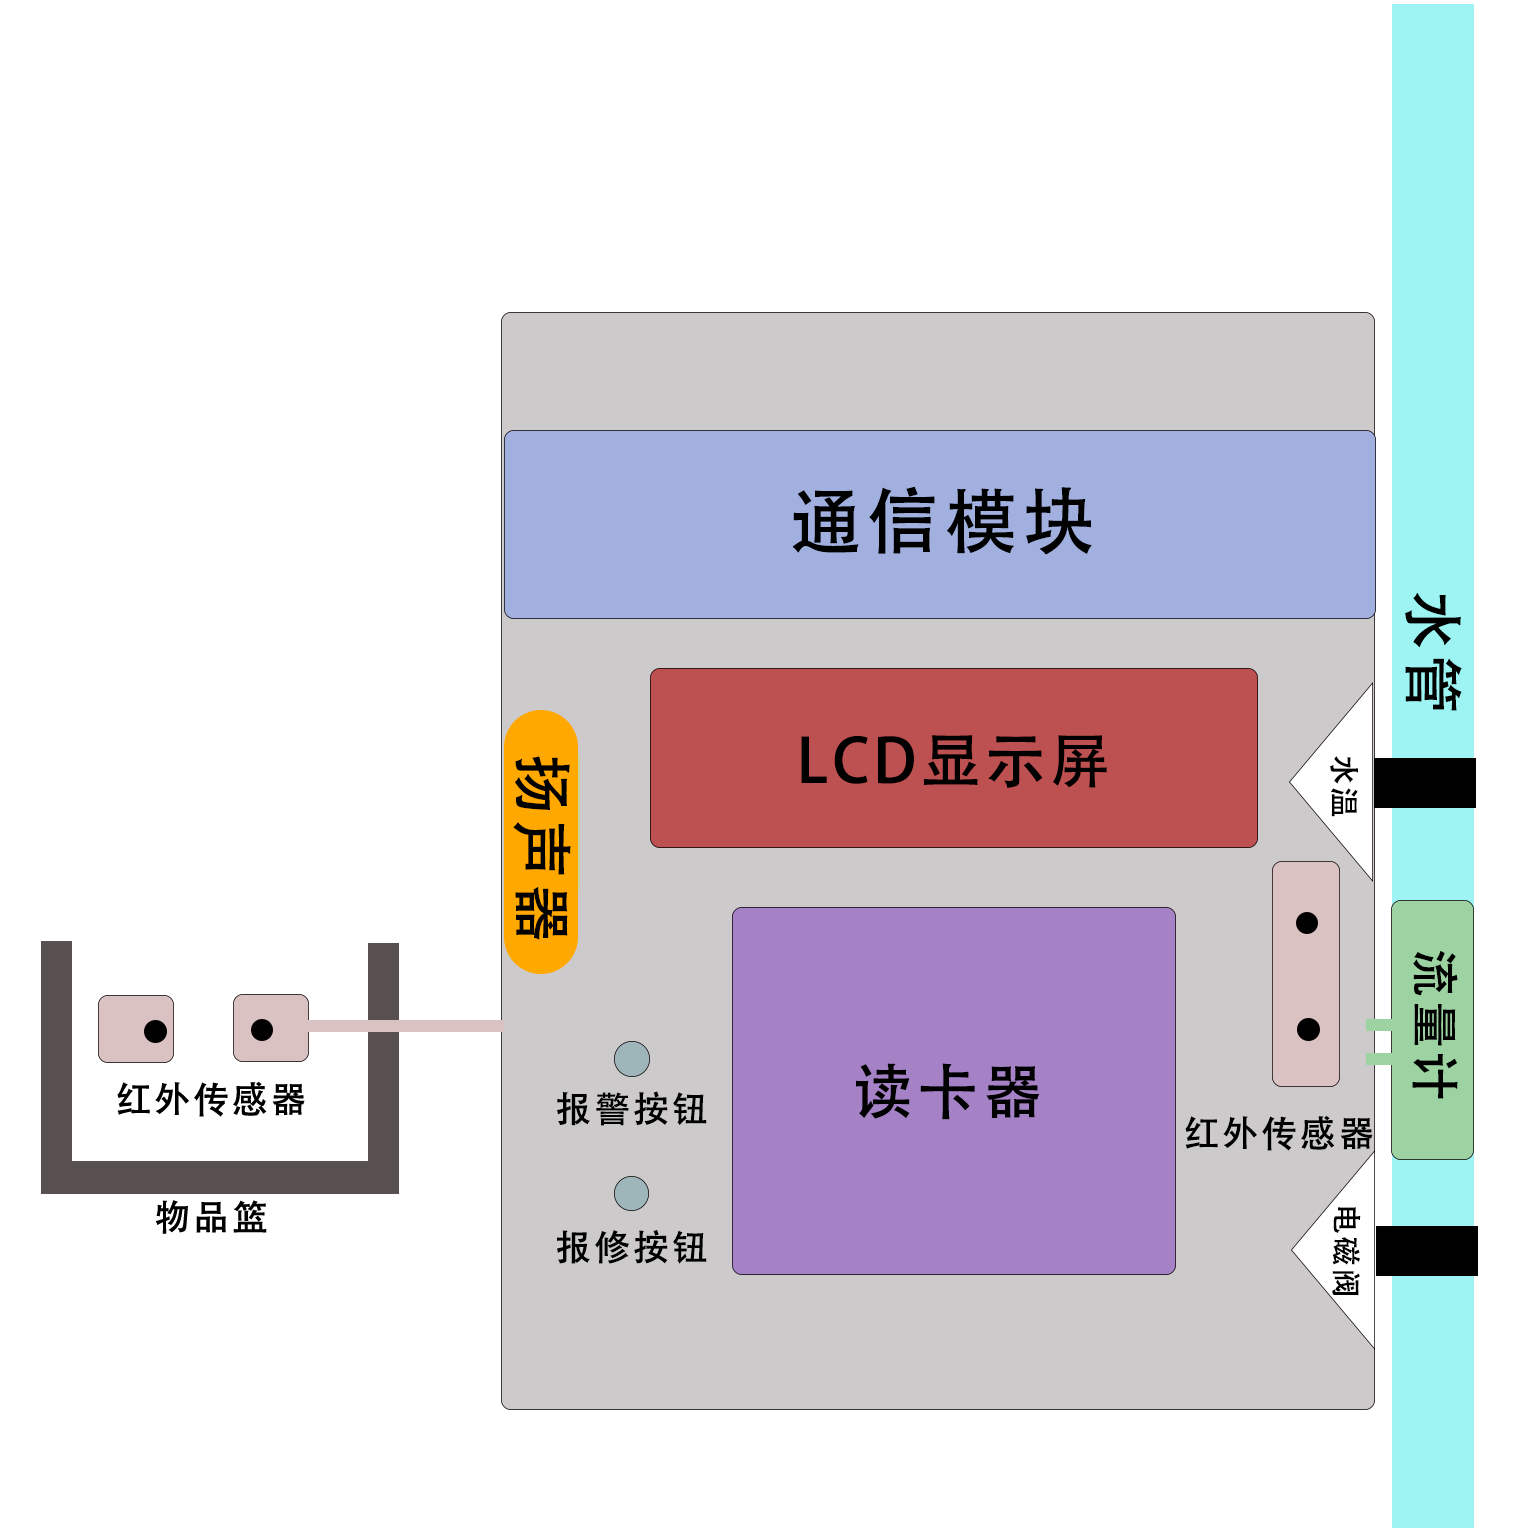 通信模块
水管
LCD显示屏
扬声器
水温
流量计
红外传感器
物品篮
报警按钮
读卡器
红外传感器
报修按钮
电磁阀